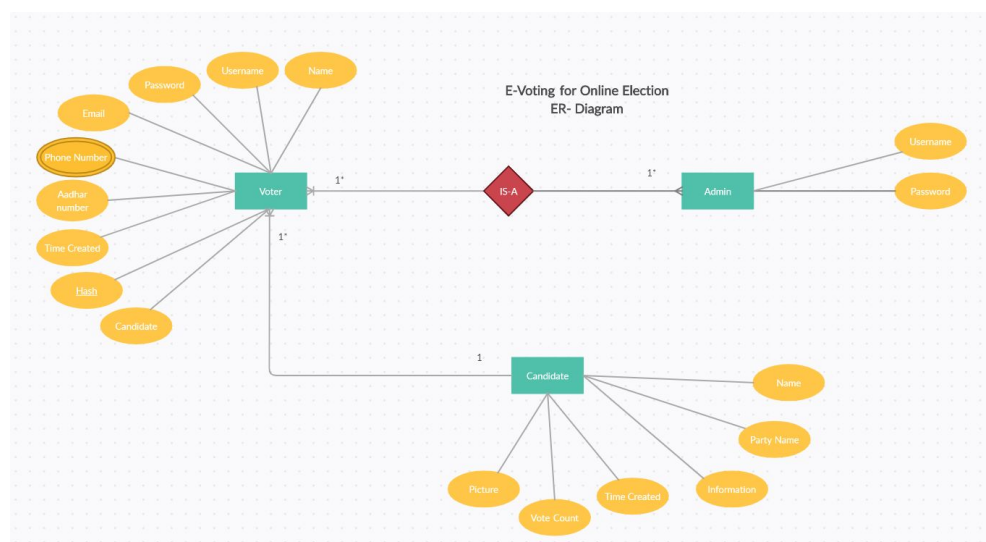 Username
Name
Password
E-Voting for Online Election
ER- Diagram
Email
Username
Phone Number
1*
1*
Voter
IS-A
Admin
Password
Aadhar
number
1*
Time Created
Hash
Candidate
1
Candidate
Name
Party Name
Picture
Time Created
Information
Vote Count